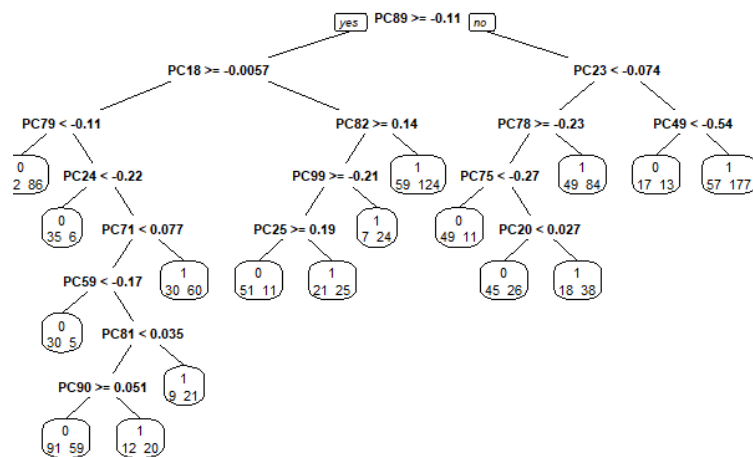 yes PC89 >= -0.11 no
PC18 >= -0.0057 PC23 < -0.074
PC79 < -0.11 PC82 >= 0.14 PC78 >= -0.23 PC49 < -0.54
0 PC24 < -0.22 PC99 >= -0.21 1 PC75 < -0.27 1 0 1
2 86 59 124 49 84 17 13 57 177
0 PC71 < 0.077 PC25 >= 0.19 1 0 PC20 < 0.027
35 6 7 24 49 11
PC59 < -0.17 1 0 1 0 1
30 60 51 11 21 25 45 26 18 38
0 PC81 < 0.035
30 5
PC90 >= 0.051 1
9 21
0 1
91 59 12 20